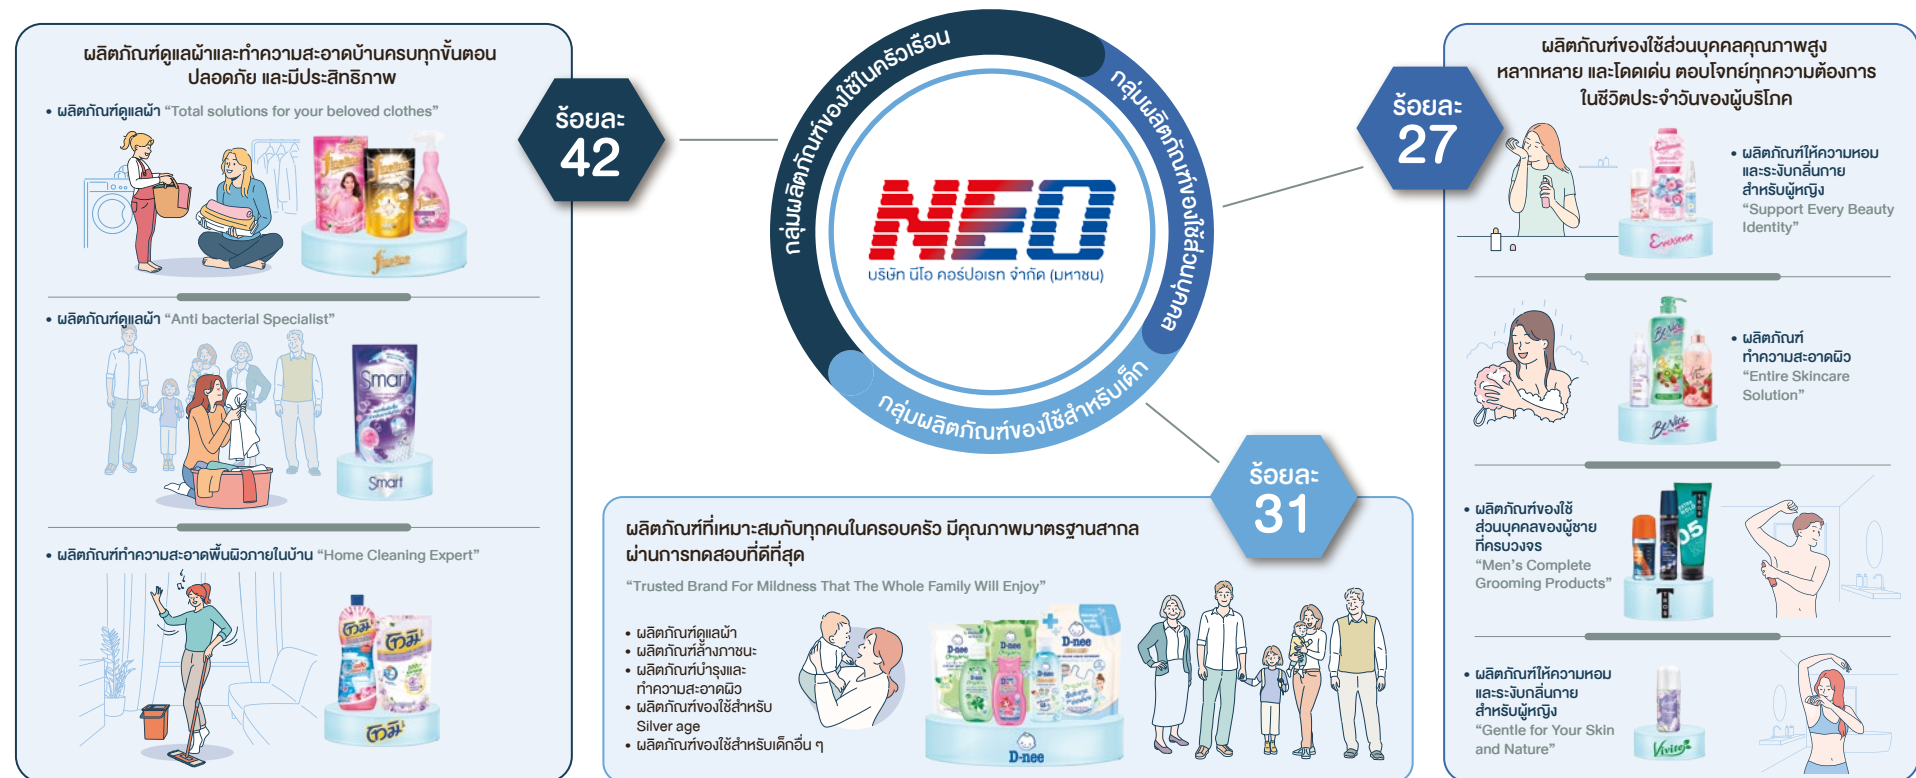 ผลิตภัณฑ์ดูแลผ้าและทำความสะอาดบ้านครบทุกขั้นตอน
ปลอดภัย และมีประสิทธิภาพ
• ผลิตภัณฑ์ดูแลผ้า “Total solutions for your beloved clothes”
fineline
• ผลิตภัณฑ์ดูแลผ้า “Anti bacterial Specialist”
Smart
Smart
• ผลิตภัณฑ์ทำความสะอาดพื้นผิวภายในบ้าน “Home Cleaning Expert”
โทมิ
โทมิ
โทมิ
ร้อยละ
42
กลุ่มผลิตภัณฑ์ของใช้ในครัวเรือน
กลุ่มผลิตภัณฑ์ของใช้ส่วนบุคคล
กลุ่มผลิตภัณฑ์ของใช้สำหรับเด็ก
NEO
บริษัท นีโอ คอร์ปอเรท จำกัด (มหาชน)
ร้อยละ
31
ผลิตภัณฑ์ที่เหมาะสมกับทุกคนในครอบครัว มีคุณภาพมาตรฐานสากล
ผ่านการทดสอบที่ดีที่สุด
“Trusted Brand For Mildness That The Whole Family Will Enjoy”
• ผลิตภัณฑ์ดูแลผ้า
• ผลิตภัณฑ์ล้างภาชนะ
• ผลิตภัณฑ์บำรุงและ
ทำความสะอาดผิว
• ผลิตภัณฑ์ของใช้สำหรับ
Silver age
• ผลิตภัณฑ์ของใช้สำหรับเด็กอื่น ๆ
D-nee
D-nee
D-nee
D-nee
ร้อยละ
27
ผลิตภัณฑ์ของใช้ส่วนบุคคลคุณภาพสูง
หลากหลาย และโดดเด่น ตอบโจทย์ทุกความต้องการ
ในชีวิตประจำวันของผู้บริโภค
• ผลิตภัณฑ์ให้ความหอม
และระงับกลิ่นกาย
สำหรับผู้หญิง
“Support Every Beauty
Identity”
Eversense
• ผลิตภัณฑ์
ทำความสะอาดผิว
“Entire Skincare
Solution”
BeNice
BeNice
• ผลิตภัณฑ์ของใช้
ส่วนบุคคลของผู้ชาย
ที่ครบวงจร
“Men’s Complete
Grooming Products”
05
TROS
• ผลิตภัณฑ์ให้ความหอม
และระงับกลิ่นกาย
สำหรับผู้หญิง
“Gentle for Your Skin
and Nature”
Vivite